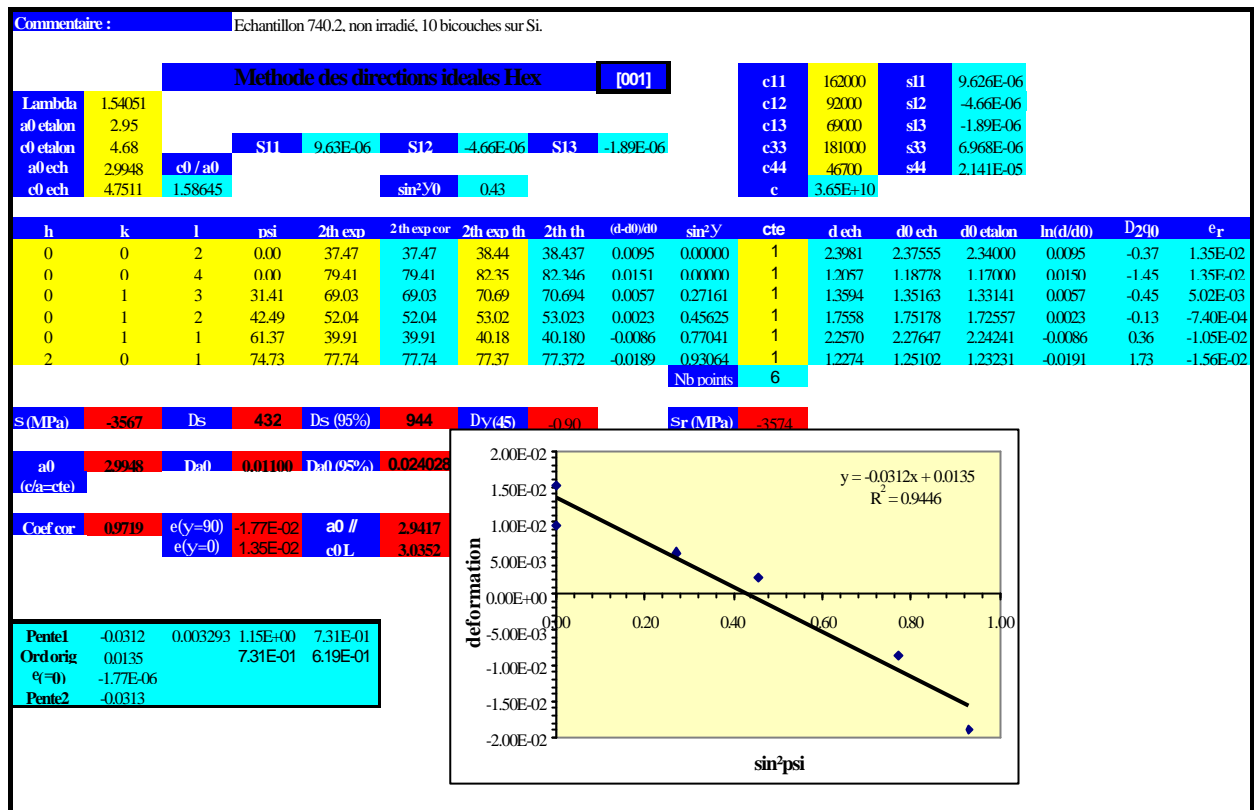 Commentaire : Echantillon 740.2, non irradié, 10 bicouches sur Si.
Methode des directions ideales Hex [001] c11 162000 s11 9.626E-06
Lambda 1.54051 c12 92000 s12 -4.66E-06
a0 etalon 2.95 c13 69000 s13 -1.89E-06
c0 etalon 4.68 S11 9.63E-06 S12 -4.66E-06 S13 -1.89E-06 c33 181000 s33 6.968E-06
a0 ech 2.9948 c0 / a0 c44 46700 s44 2.141E-05
c0 ech 4.7511 1.58645 sin²y0 0.43 c 3.65E+10
h k l psi 2th exp 2 th exp cor 2th exp th 2th th (d-d0)/d0 sin²y cte d ech d0 ech d0 etalon ln(d/d0) D2q0 er
0 0 2 0.00 37.47 37.47 38.44 38.437 0.0095 0.00000 1 2.3981 2.37555 2.34000 0.0095 -0.37 1.35E-02
0 0 4 0.00 79.41 79.41 82.35 82.346 0.0151 0.00000 1 1.2057 1.18778 1.17000 0.0150 -1.45 1.35E-02
0 1 3 31.41 69.03 69.03 70.69 70.694 0.0057 0.27161 1 1.3594 1.35163 1.33141 0.0057 -0.45 5.02E-03
0 1 2 42.49 52.04 52.04 53.02 53.023 0.0023 0.45625 1 1.7558 1.75178 1.72557 0.0023 -0.13 -7.40E-04
0 1 1 61.37 39.91 39.91 40.18 40.180 -0.0086 0.77041 1 2.2570 2.27647 2.24241 -0.0086 0.36 -1.05E-02
2 0 1 74.73 77.74 77.74 77.37 77.372 -0.0189 0.93064 1 1.2274 1.25102 1.23231 -0.0191 1.73 -1.56E-02
Nb points 6
s (MPa) -3567 Ds 432 Ds (95%) 944 Dy(45) -0.90 sr (MPa) -3574
a0 2.9948 Da0 0.01100 Da0 (95%) 0.024028
(c/a=cte)
Coef cor 0.9719 e(y=90) -1.77E-02 a0 // 2.9417
e(y=0) 1.35E-02 c0 L 3.0352
Pente1 -0.0312 0.003293 1.15E+00 7.31E-01
Ord orig 0.0135 7.31E-01 6.19E-01
e(=0) -1.77E-06
Pente2 -0.0313
y = -0.0312x + 0.0135
R² = 0.9446
deformation
2.00E-02
1.50E-02
1.00E-02
5.00E-03
0.00E+00
-5.00E-03
-1.00E-02
-1.50E-02
-2.00E-02
0.00 0.20 0.40 0.60 0.80 1.00
sin²psi